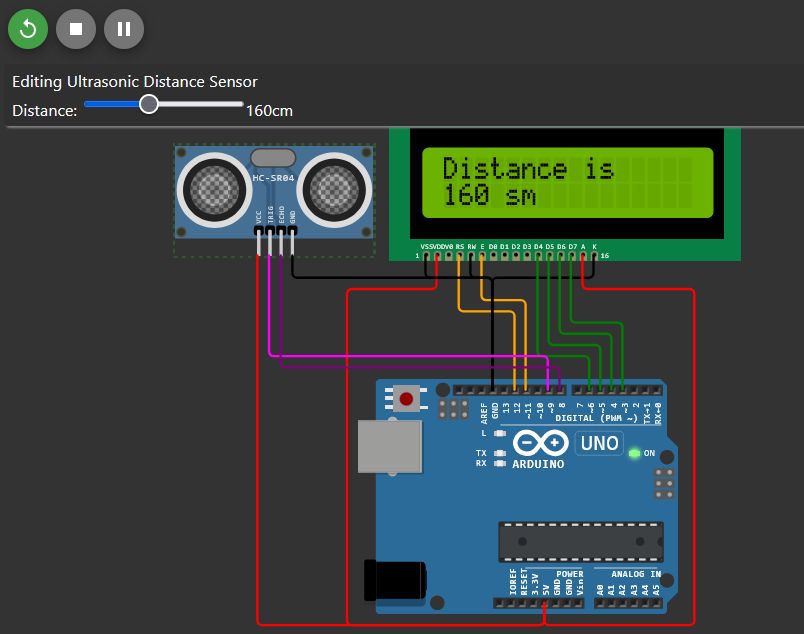 Editing Ultrasonic Distance Sensor
Distance: 160cm
Distance is
160 sm
HC-SR04
VCC TRIG ECHO GND
1 VSS VDD V0 RS RW E D0 D1 D2 D3 D4 D5 D6 D7 A K 16
AREF GND 13 12 ~11 ~10 ~9 8 7 ~6 ~5 4 ~3 2 TX→1 RX←0
DIGITAL (PWM ~)
L
TX
RX
UNO
ON
ARDUINO
POWER
ANALOG IN
IOREF RESET 3.3V 5V GND GND Vin A0 A1 A2 A3 A4 A5